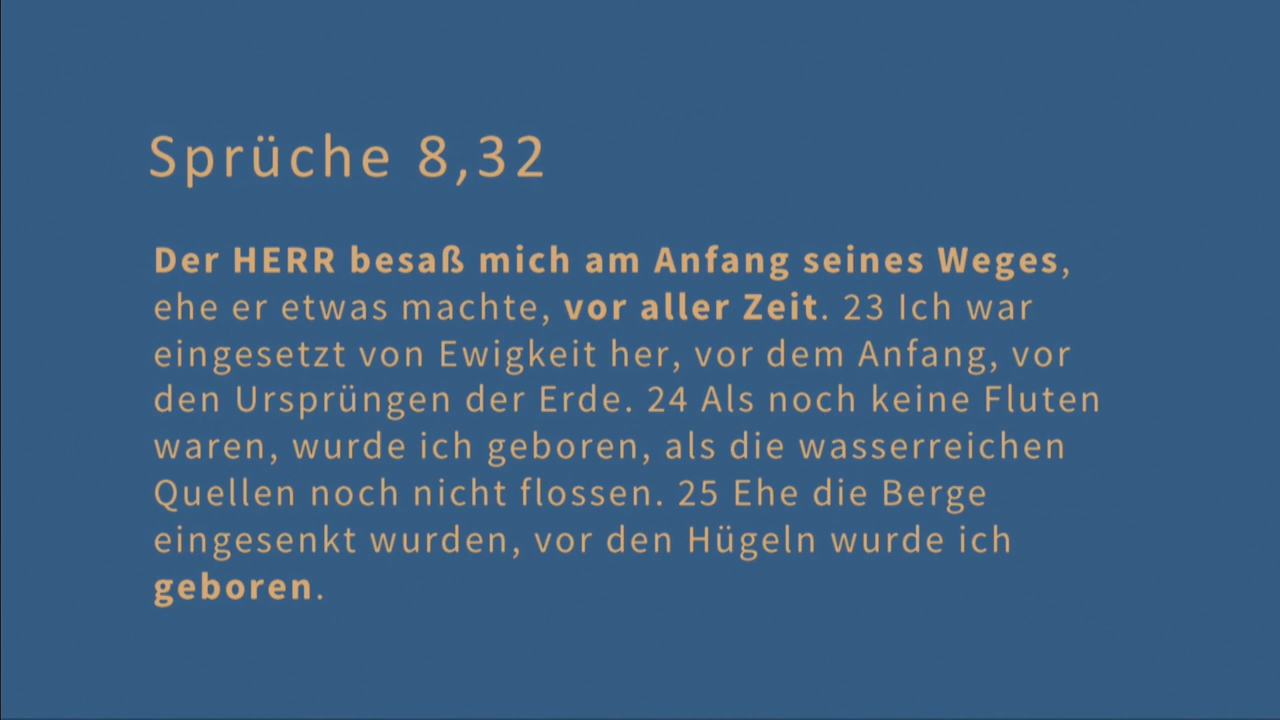 Sprüche 8,32
Der HERR besaß mich am Anfang seines Weges,
ehe er etwas machte, vor aller Zeit. 23 Ich war
eingesetzt von Ewigkeit her, vor dem Anfang, vor
den Ursprüngen der Erde. 24 Als noch keine Fluten
waren, wurde ich geboren, als die wasserreichen
Quellen noch nicht flossen. 25 Ehe die Berge
eingesenkt wurden, vor den Hügeln wurde ich
geboren.